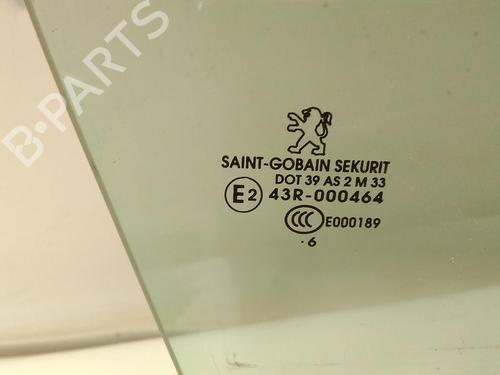 B-PARTS
SAINT-GOBAIN SEKURIT
DOT 39 AS 2 M 33
E2 43R-000464
CCC E000189
·6